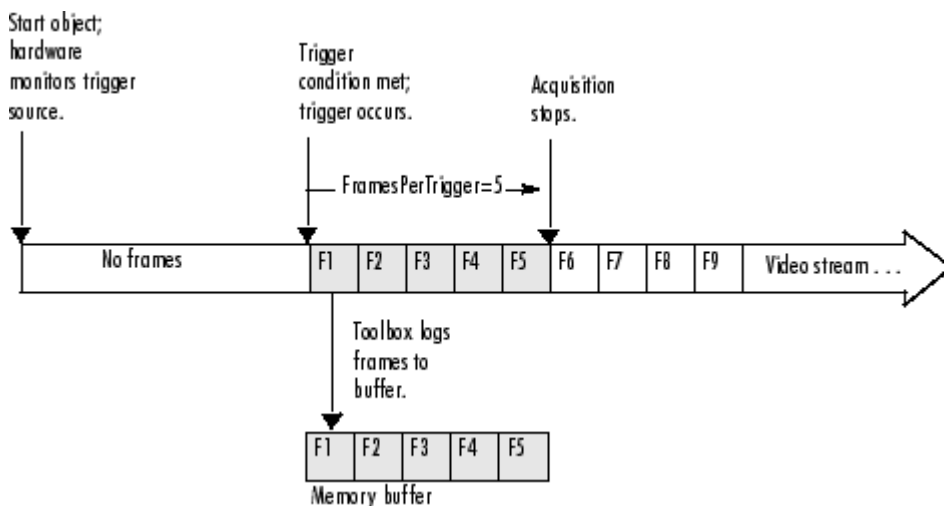 Start object;
hardware
monitors trigger
source.
Trigger
condition met;
trigger occurs.
Acquisition
stops.
FramesPerTrigger=5
No frames
F1 F2 F3 F4 F5 F6 F7 F8 F9
Video stream . . .
Toolbox logs
frames to
buffer.
F1 F2 F3 F4 F5
Memory buffer